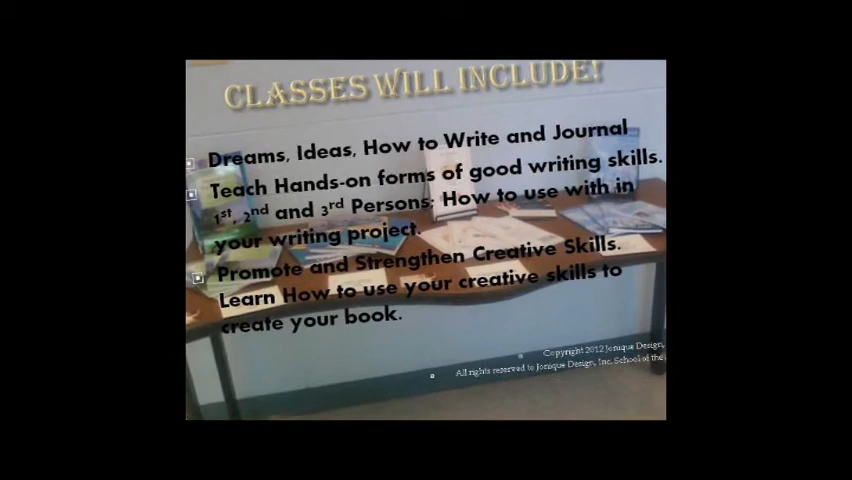 CLASSES WILL INCLUDE!
Dreams, Ideas, How to Write and Journal
Teach Hands-on forms of good writing skills.
1st, 2nd and 3rd Persons; How to use with in
your writing project.
Promote and Strengthen Creative Skills.
Learn How to use your creative skills to
create your book.
Copyright 2012 Jonique Design,
All rights reserved to Jonique Design, Inc. School of the